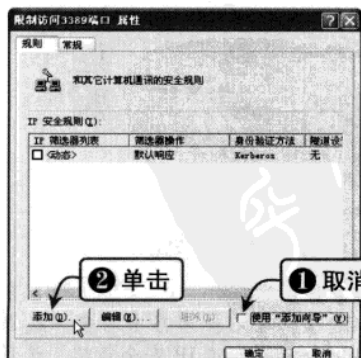 限制访问3389端口 属性
规则 常规
和其它计算机通讯的安全规则
IP 安全规则(I):
IP 筛选器列表 筛选器操作 身份验证方法 隧道设
<动态> 默认响应 Kerberos 无
❷ 单击 ❶ 取消
添加(D)... 编辑(E)... 使用“添加向导”(W)
确定 取消